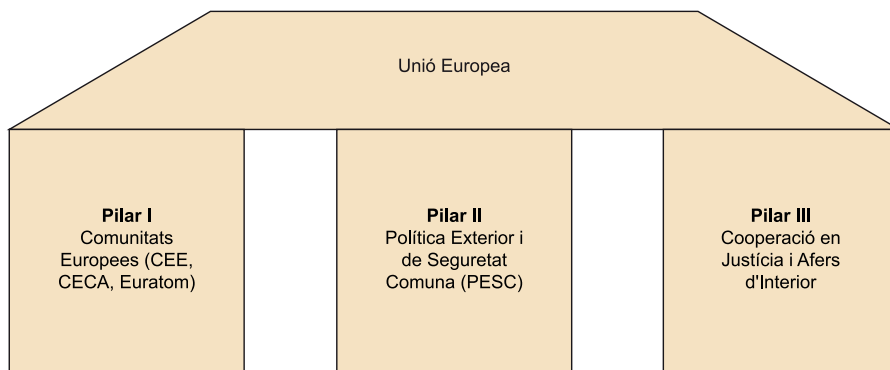 Unió Europea
Pilar I
Comunitats
Europees (CEE,
CECA, Euratom)
Pilar II
Política Exterior i
de Seguretat
Comuna (PESC)
Pilar III
Cooperació en
Justícia i Afers
d'Interior